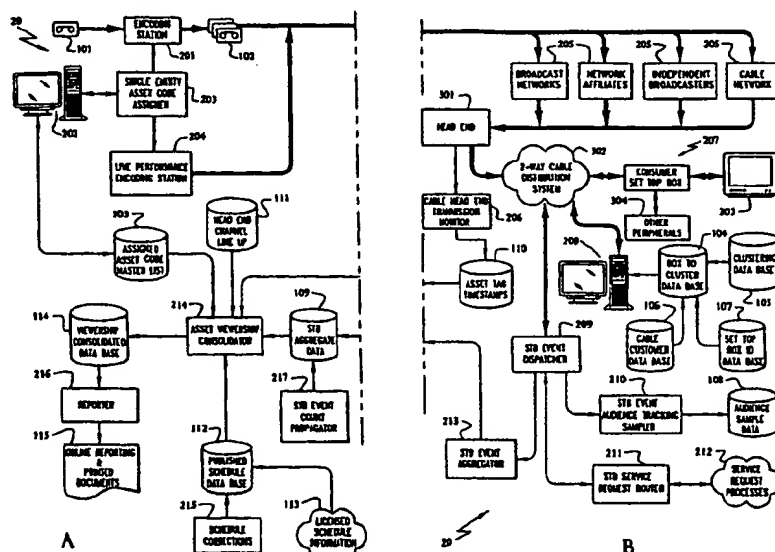 20
101
ENCODING
STATION
201
102
SINGLE ENTITY
ASSET CODE
ASSIGNER
203
202
204
LIVE PERFORMANCE
ENCODING STATION
103
ASSIGNED
ASSET CODE
MASTER LIST
111
HEAD END
CHANNEL
LINE UP
114
VIEWERSHIP
CONSOLIDATED
DATA BASE
214
ASSET VIEWERSHIP
CONSOLIDATOR
109
STB
AGGREGATE
DATA
216
REPORTER
217
STB EVENT
COUNT
PROPAGATOR
115
ONLINE REPORTING
&
PRINTED
DOCUMENTS
112
PUBLISHED
SCHEDULE
DATA BASE
215
SCHEDULE
CORRECTIONS
113
LICENSED
SCHEDULE
INFORMATION
A
205
BROADCAST
NETWORKS
205
NETWORK
AFFILIATES
205
INDEPENDENT
BROADCASTERS
306
CABLE
NETWORK
301
HEAD END
302
2-WAY CABLE
DISTRIBUTION
SYSTEM
207
CONSUMER
SET TOP BOX
303
304
OTHER
PERIPHERALS
CABLE HEAD END
TRANSMISSION
MONITOR
206
110
ASSET TAG
TIMESTAMPS
208
104
BOX TO
CLUSTER DATA
BASE
CLUSTERING
DATA BASE
105
106
CABLE
CUSTOMER
DATA BASE
107
SET TOP
BOX ID DATA
BASE
209
STB EVENT
DISPATCHER
210
STB EVENT
AUDIENCE TRACKING
SAMPLER
108
AUDIENCE
SAMPLE
DATA
213
STB EVENT
AGGREGATOR
211
STB SERVICE
REQUEST ROUTER
212
SERVICE
REQUEST
PROCESSES
20
B